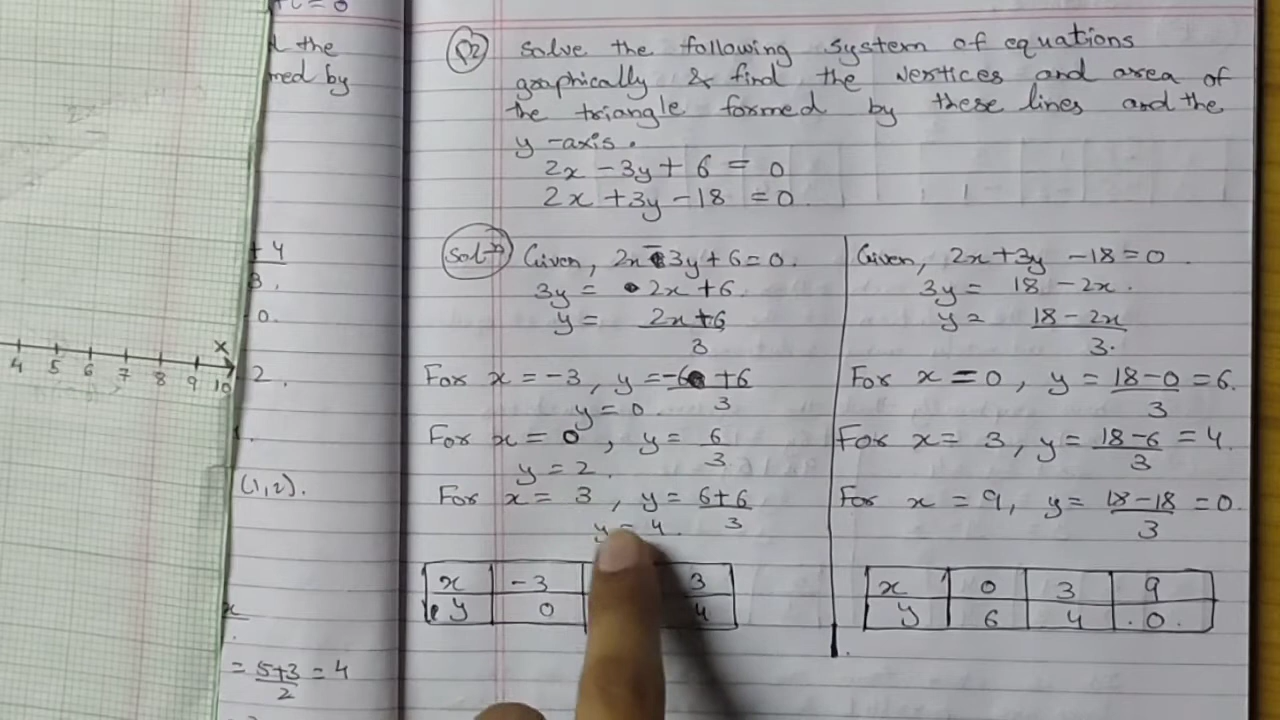 +c = 0
the
med by
+ 4
3.
0.
2.
X
4 5 6 7 8 9 10
(1,2).
x
= 5+3 = 4
2
Q2 Solve the following system of equations
graphically & find the vertices and area of
the triangle formed by these lines and the
y-axis.
2x - 3y + 6 = 0
2x + 3y - 18 = 0
Solⁿ Given, 2x - 3y + 6 = 0.
3y = 2x + 6.
y = 2x + 6
3
For x = -3, y = -6 + 6
3
y = 0.
For x = 0, y = 6
3.
y = 2.
For x = 3, y = 6+6
3
y = 4.
x -3 3
y 0 4
Given, 2x + 3y - 18 = 0
3y = 18 - 2x.
y = 18 - 2x
3.
For x = 0, y = 18 - 0 = 6.
3
For x = 3, y = 18 - 6 = 4.
3
For x = 9, y = 18 - 18 = 0.
3
x 0 3 9
y 6 4 0.